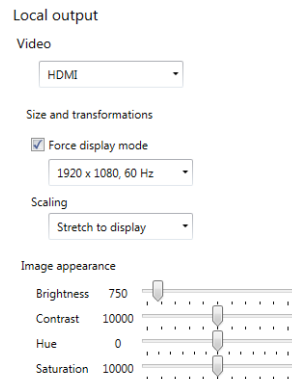 Local output
Video
HDMI
Size and transformations
Force display mode
1920 x 1080, 60 Hz
Scaling
Stretch to display
Image appearance
Brightness 750
Contrast 10000
Hue 0
Saturation 10000